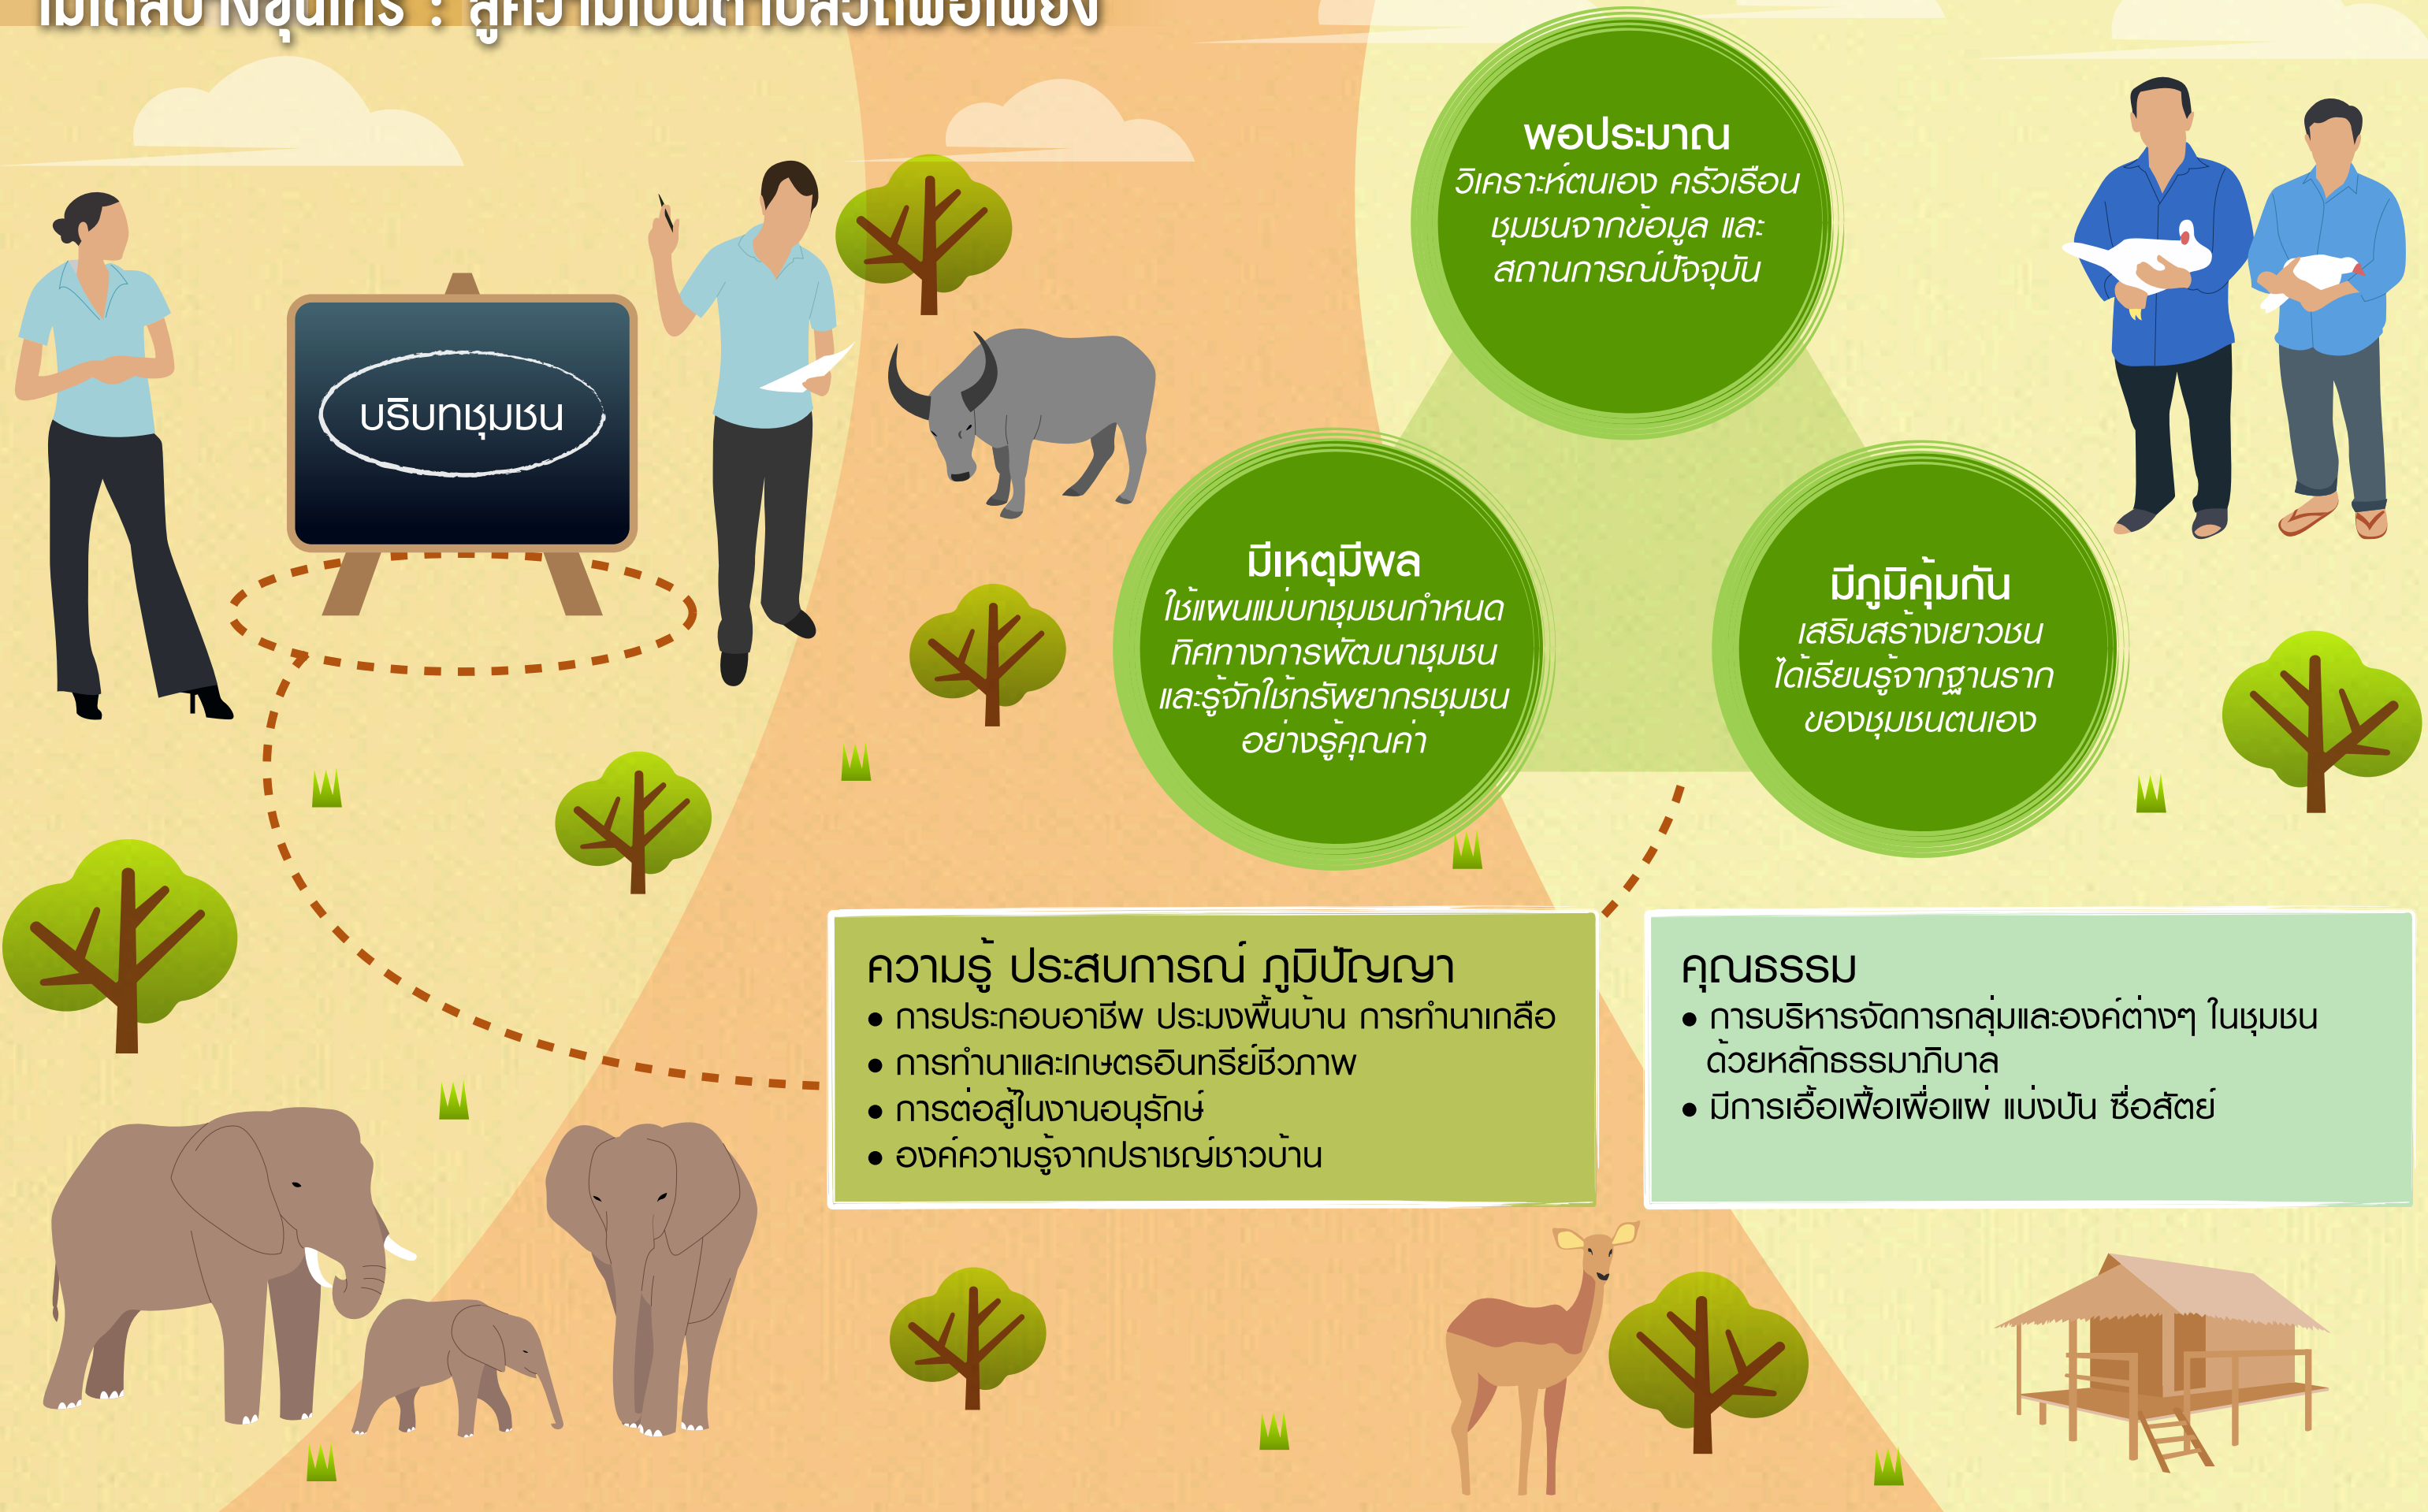 บริบทชุมชน
พอประมาณ
วิเคราะห์ตนเอง ครัวเรือน
ชุมชนจากข้อมูล และ
สถานการณ์ปัจจุบัน
มีเหตุมีผล
ใช้แผนแม่บทชุมชนกำหนด
ทิศทางการพัฒนาชุมชน
และรู้จักใช้ทรัพยากรชุมชน
อย่างรู้คุณค่า
มีภูมิคุ้มกัน
เสริมสร้างเยาวชน
ได้เรียนรู้จากฐานราก
ของชุมชนตนเอง
ความรู้ ประสบการณ์ ภูมิปัญญา
• การประกอบอาชีพ ประมงพื้นบ้าน การทำนาเกลือ
• การทำนาและเกษตรอินทรีย์ชีวภาพ
• การต่อสู้ในงานอนุรักษ์
• องค์ความรู้จากปราชญ์ชาวบ้าน
คุณธรรม
• การบริหารจัดการกลุ่มและองค์ต่างๆ ในชุมชน
ด้วยหลักธรรมาภิบาล
• มีการเอื้อเฟื้อเผื่อแผ่ แบ่งปัน ซื่อสัตย์